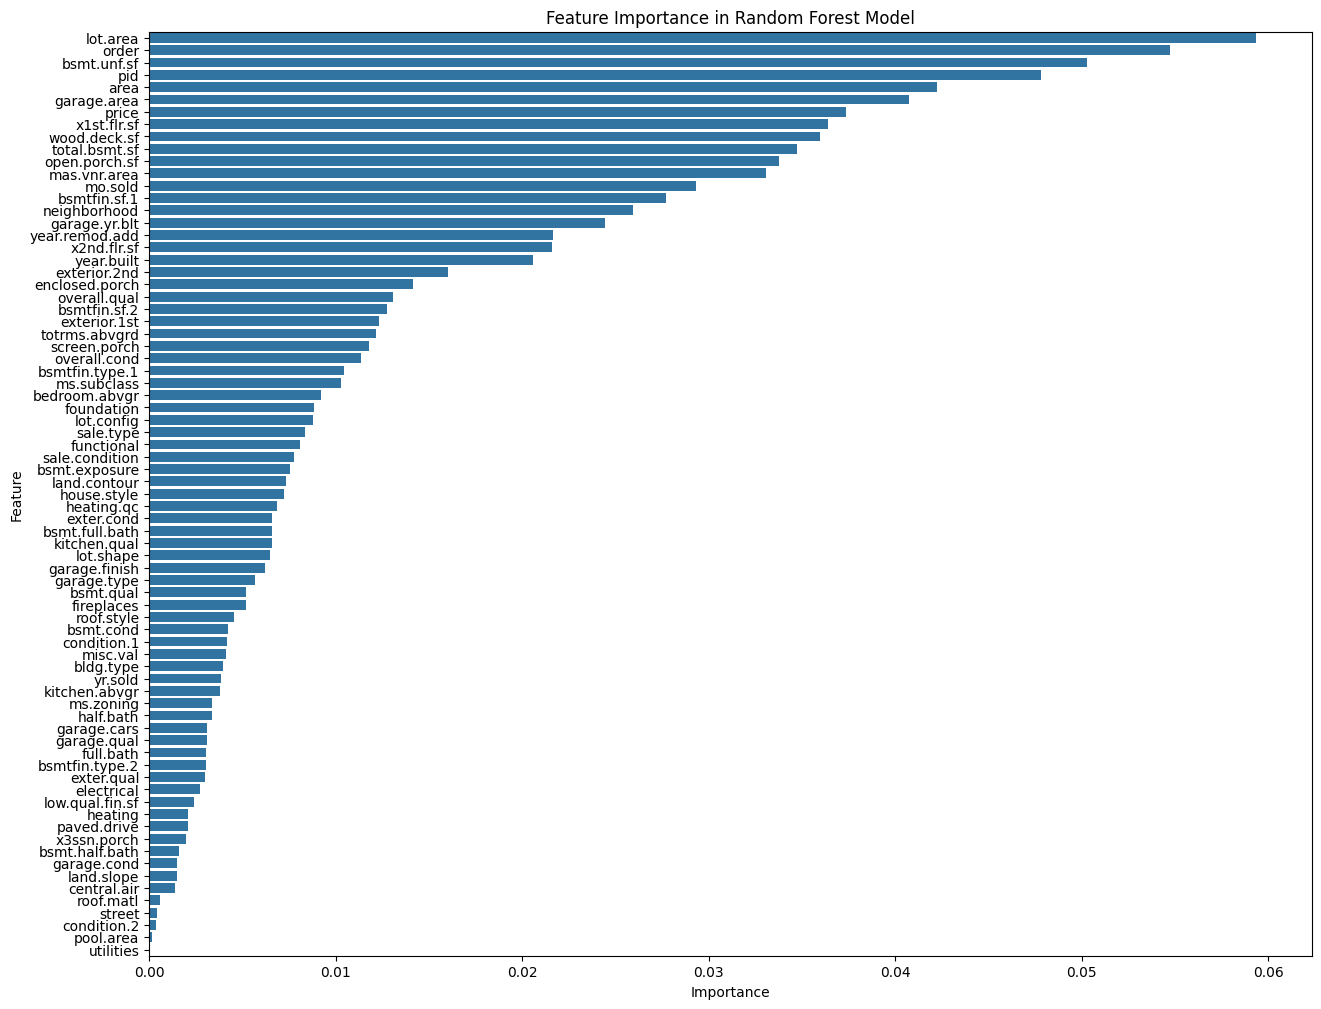 Feature Importance in Random Forest Model
lot.area
order
bsmt.unf.sf
pid
area
garage.area
price
x1st.flr.sf
wood.deck.sf
total.bsmt.sf
open.porch.sf
mas.vnr.area
mo.sold
bsmtfin.sf.1
neighborhood
garage.yr.blt
year.remod.add
x2nd.flr.sf
year.built
exterior.2nd
enclosed.porch
overall.qual
bsmtfin.sf.2
exterior.1st
totrms.abvgrd
screen.porch
overall.cond
bsmtfin.type.1
ms.subclass
bedroom.abvgr
foundation
lot.config
sale.type
functional
sale.condition
bsmt.exposure
land.contour
house.style
heating.qc
exter.cond
bsmt.full.bath
kitchen.qual
lot.shape
garage.finish
garage.type
bsmt.qual
fireplaces
roof.style
bsmt.cond
condition.1
misc.val
bldg.type
yr.sold
kitchen.abvgr
ms.zoning
half.bath
garage.cars
garage.qual
full.bath
bsmtfin.type.2
exter.qual
electrical
low.qual.fin.sf
heating
paved.drive
x3ssn.porch
bsmt.half.bath
garage.cond
land.slope
central.air
roof.matl
street
condition.2
pool.area
utilities
Feature
0.00 0.01 0.02 0.03 0.04 0.05 0.06
Importance